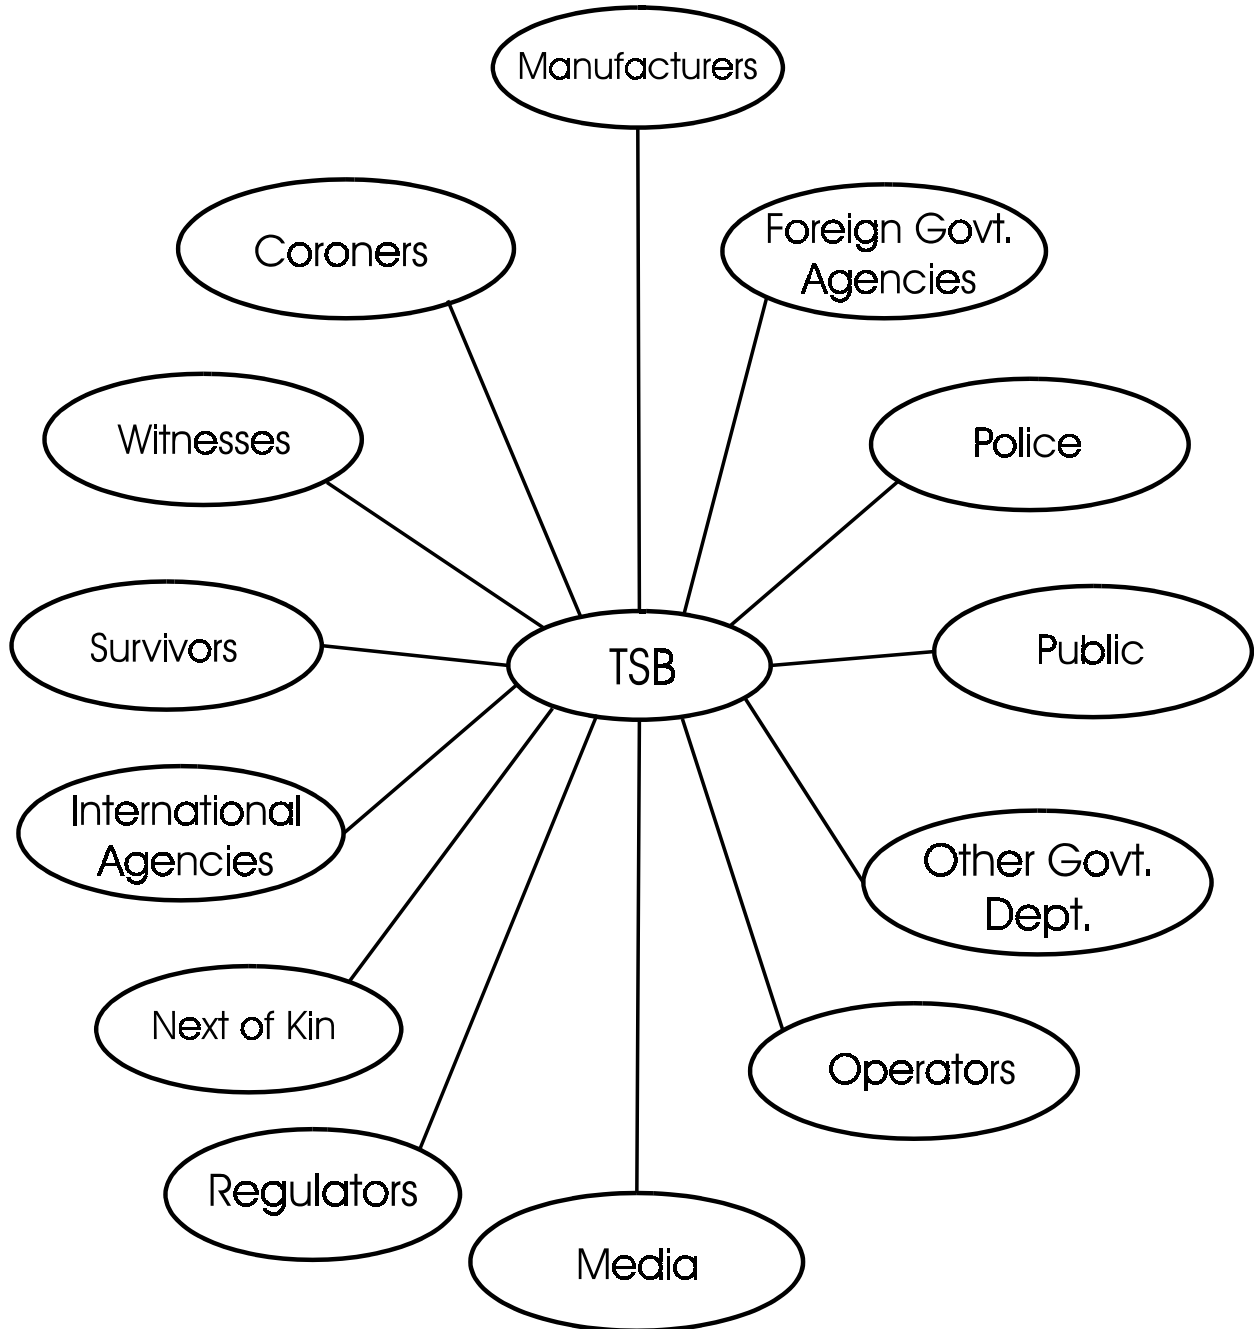 Manufacturers
Coroners
Foreign Govt.
Agencies
Witnesses
Police
Survivors
TSB
Public
International
Agencies
Other Govt.
Dept.
Next of Kin
Operators
Regulators
Media